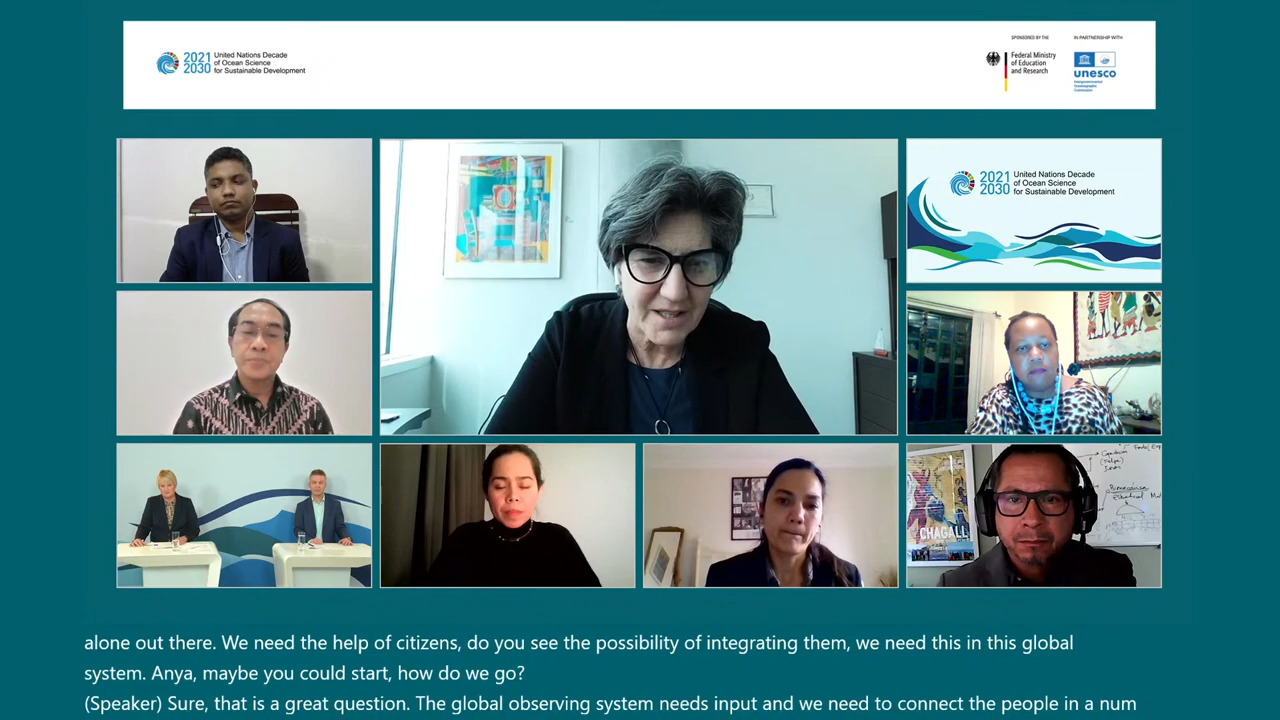 2021
2030
United Nations Decade
of Ocean Science
for Sustainable Development
SPONSORED BY THE
Federal Ministry
of Education
and Research
IN PARTNERSHIP WITH
unesco
Intergovernmental
Oceanographic
Commission
2021
2030
United Nations Decade
of Ocean Science
for Sustainable Development
CHAGALL
alone out there. We need the help of citizens, do you see the possibility of integrating them, we need this in this global
system. Anya, maybe you could start, how do we go?
(Speaker) Sure, that is a great question. The global observing system needs input and we need to connect the people in a num